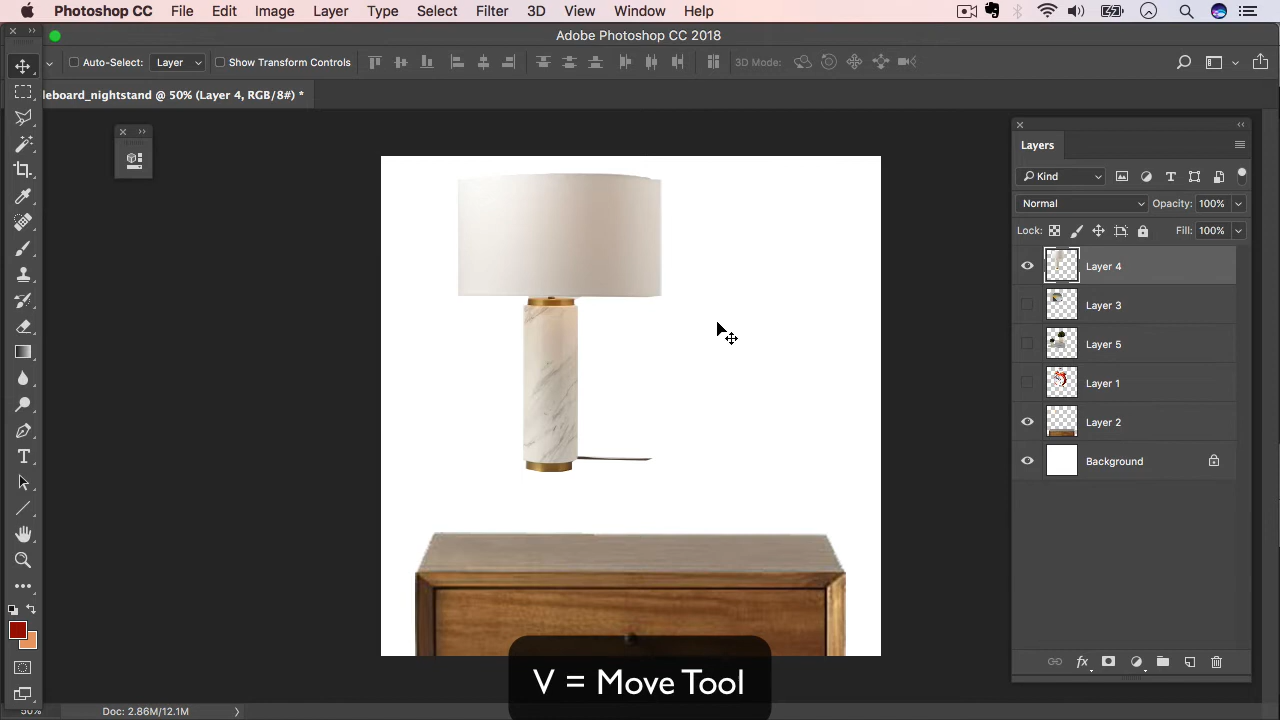 Photoshop CC File Edit Image Layer Type Select Filter 3D View Window Help
Adobe Photoshop CC 2018
Auto-Select: Layer Show Transform Controls 3D Mode:
leboard_nightstand @ 50% (Layer 4, RGB/8#) *
Layers
Kind
Normal Opacity: 100%
Lock: Fill: 100%
Layer 4
Layer 3
Layer 5
Layer 1
Layer 2
Background
V = Move Tool
50% Doc: 2.86M/12.1M